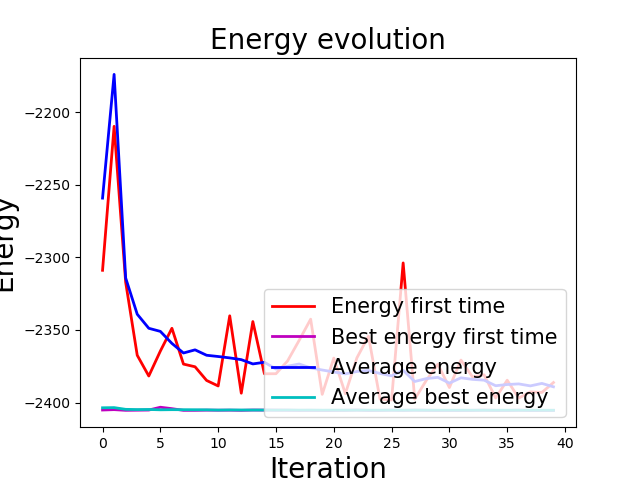 Energy evolution
Energy
−2200
−2250
−2300
−2350
−2400
Energy first time
Best energy first time
Average energy
Average best energy
0 5 10 15 20 25 30 35 40
Iteration